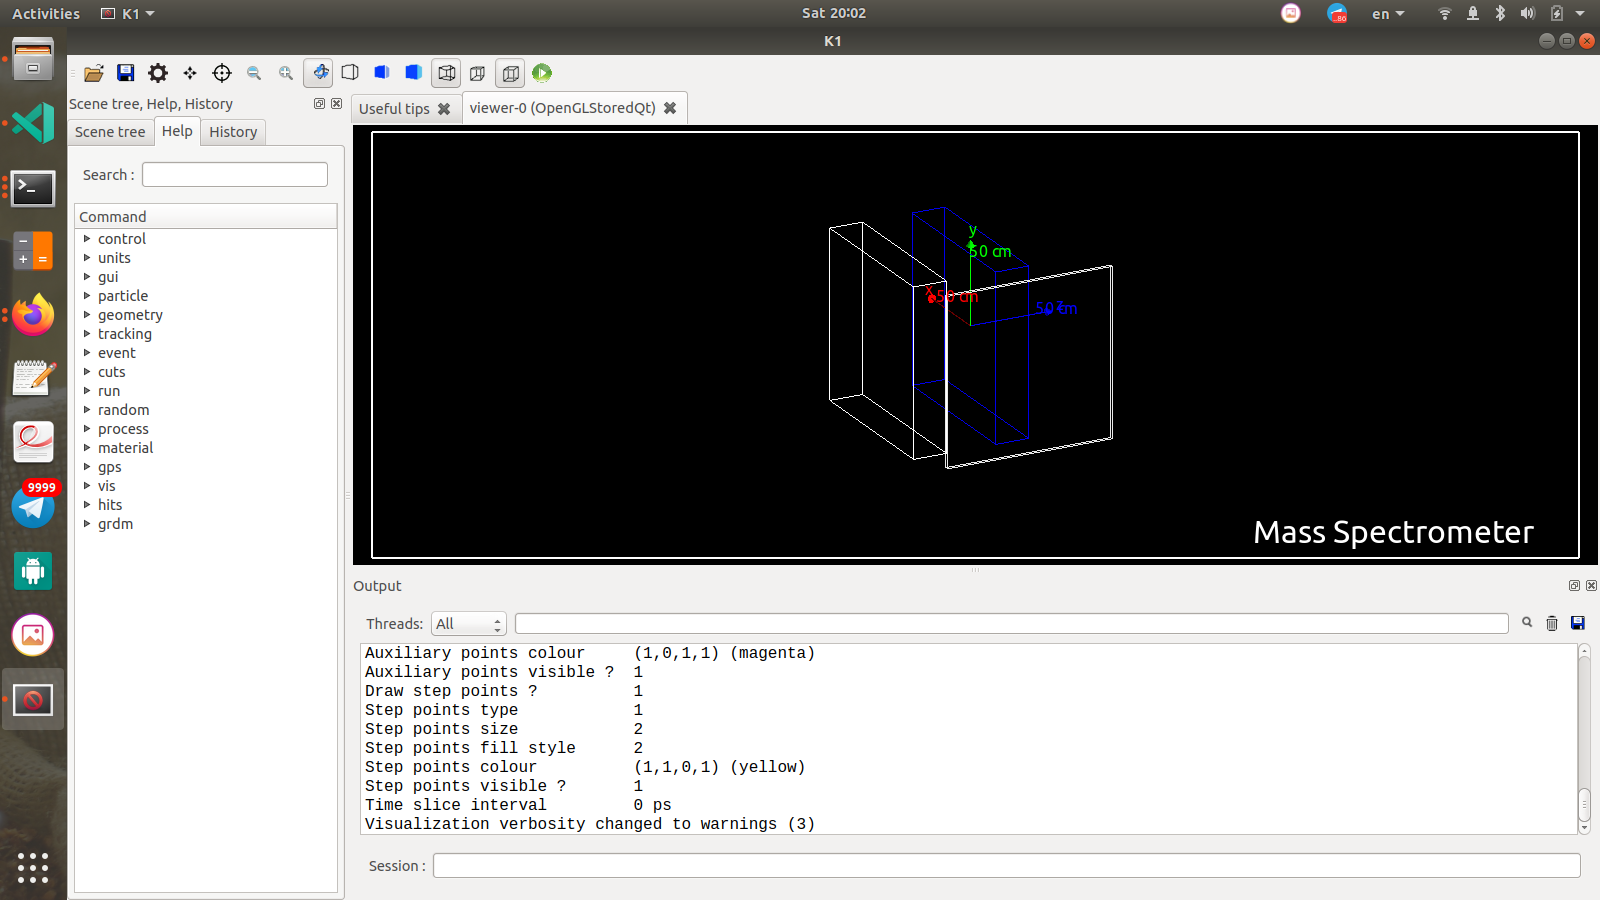 Activities
K1
Sat 20:02
80
en
K1
Scene tree, Help, History
Useful tips
viewer-0 (OpenGLStoredQt)
Scene tree
Help
History
Search :
Command
control
units
gui
particle
geometry
tracking
event
cuts
run
random
process
material
gps
vis
hits
grdm
9999
y
50 cm
x
50 cm
50 cm
z
Mass Spectrometer
Output
Threads:
All
Auxiliary points colour (1,0,1,1) (magenta)
Auxiliary points visible ? 1
Draw step points ? 1
Step points type 1
Step points size 2
Step points fill style 2
Step points colour (1,1,0,1) (yellow)
Step points visible ? 1
Time slice interval 0 ps
Visualization verbosity changed to warnings (3)
Session :